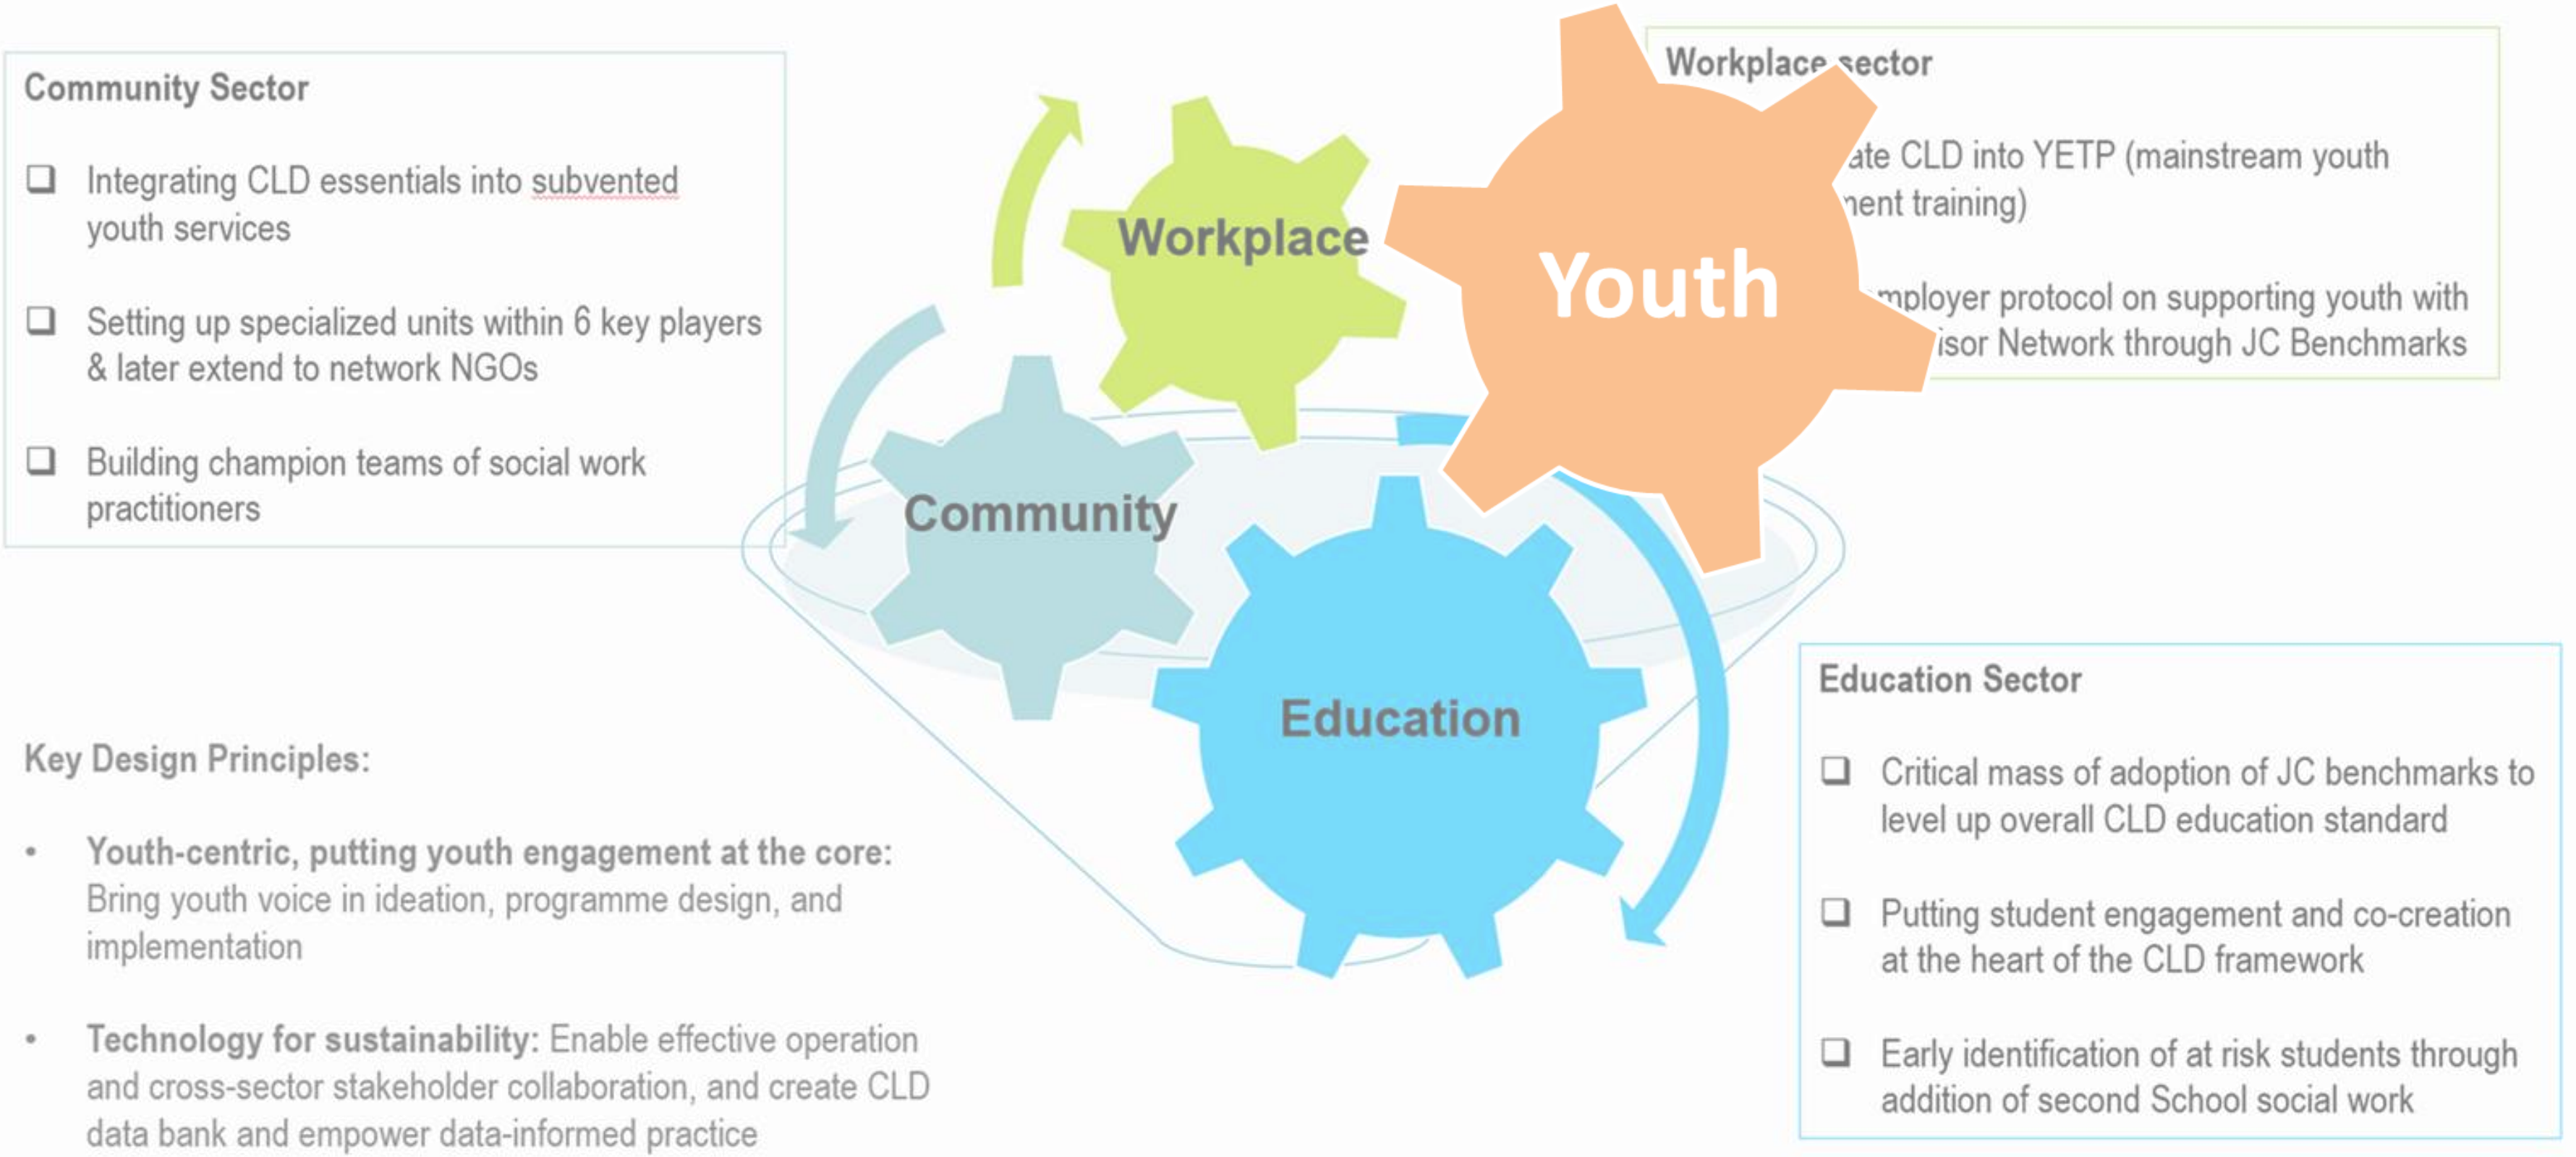 Community Sector
❑ Integrating CLD essentials into subvented
youth services
❑ Setting up specialized units within 6 key players
& later extend to network NGOs
❑ Building champion teams of social work
practitioners
Workplace
Youth
Community
Education
Workplace sector
CLD into YETP (mainstream youth
training)
protocol on supporting youth with
Network through JC Benchmarks
Education Sector
❑ Critical mass of adoption of JC benchmarks to
level up overall CLD education standard
❑ Putting student engagement and co-creation
at the heart of the CLD framework
❑ Early identification of at risk students through
addition of second School social work
Key Design Principles:
• Youth-centric, putting youth engagement at the core:
Bring youth voice in ideation, programme design, and
implementation
• Technology for sustainability: Enable effective operation
and cross-sector stakeholder collaboration, and create CLD
data bank and empower data-informed practice